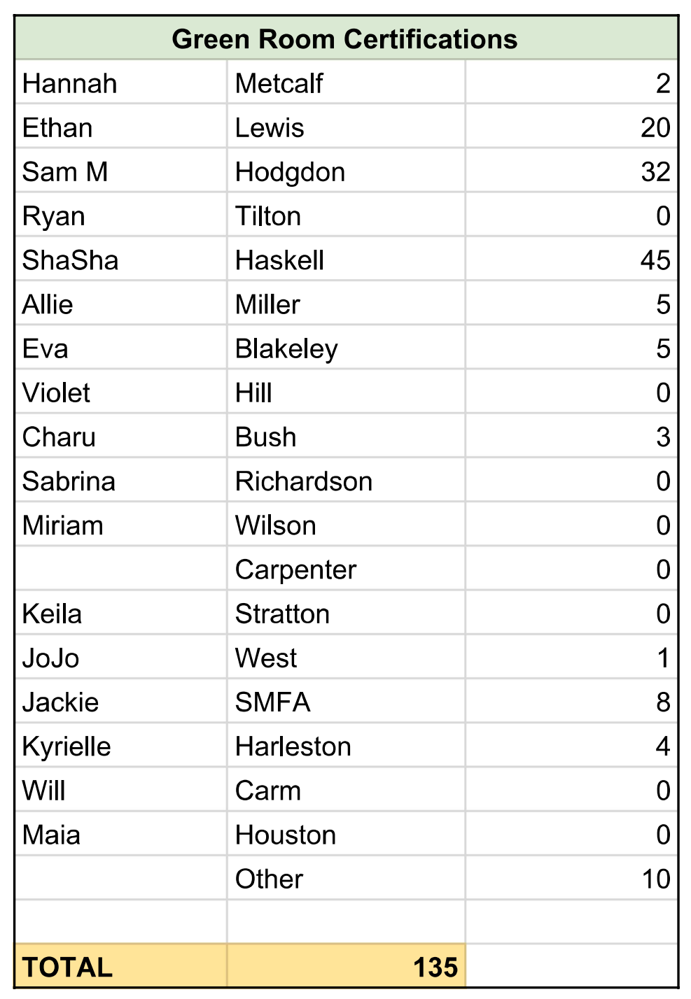 Green Room Certifications
Hannah Metcalf 2
Ethan Lewis 20
Sam M Hodgdon 32
Ryan Tilton 0
ShaSha Haskell 45
Allie Miller 5
Eva Blakeley 5
Violet Hill 0
Charu Bush 3
Sabrina Richardson 0
Miriam Wilson 0
Carpenter 0
Keila Stratton 0
JoJo West 1
Jackie SMFA 8
Kyrielle Harleston 4
Will Carm 0
Maia Houston 0
Other 10
TOTAL 135